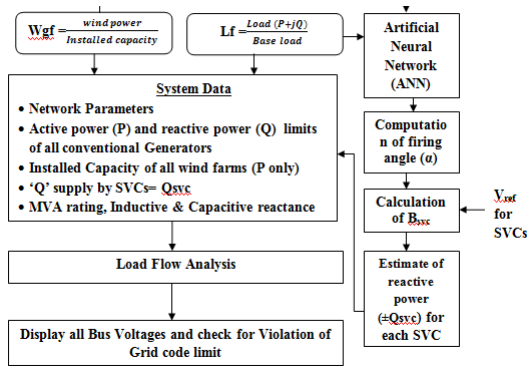 Wgf = wind power / Installed capacity
Lf = Load (P+jQ) / Base load
Artificial
Neural
Network
(ANN)
System Data
• Network Parameters
• Active power (P) and reactive power (Q) limits
of all conventional Generators
• Installed Capacity of all wind farms (P only)
• ‘Q’ supply by SVCs= Qsvc
• MVA rating, Inductive & Capacitive reactance
Computatio
n of firing
angle (α)
Calculation
of Bsvc
Vref
for
SVCs
Estimate of
reactive
power
(±Qsvc) for
each SVC
Load Flow Analysis
Display all Bus Voltages and check for Violation of
Grid code limit